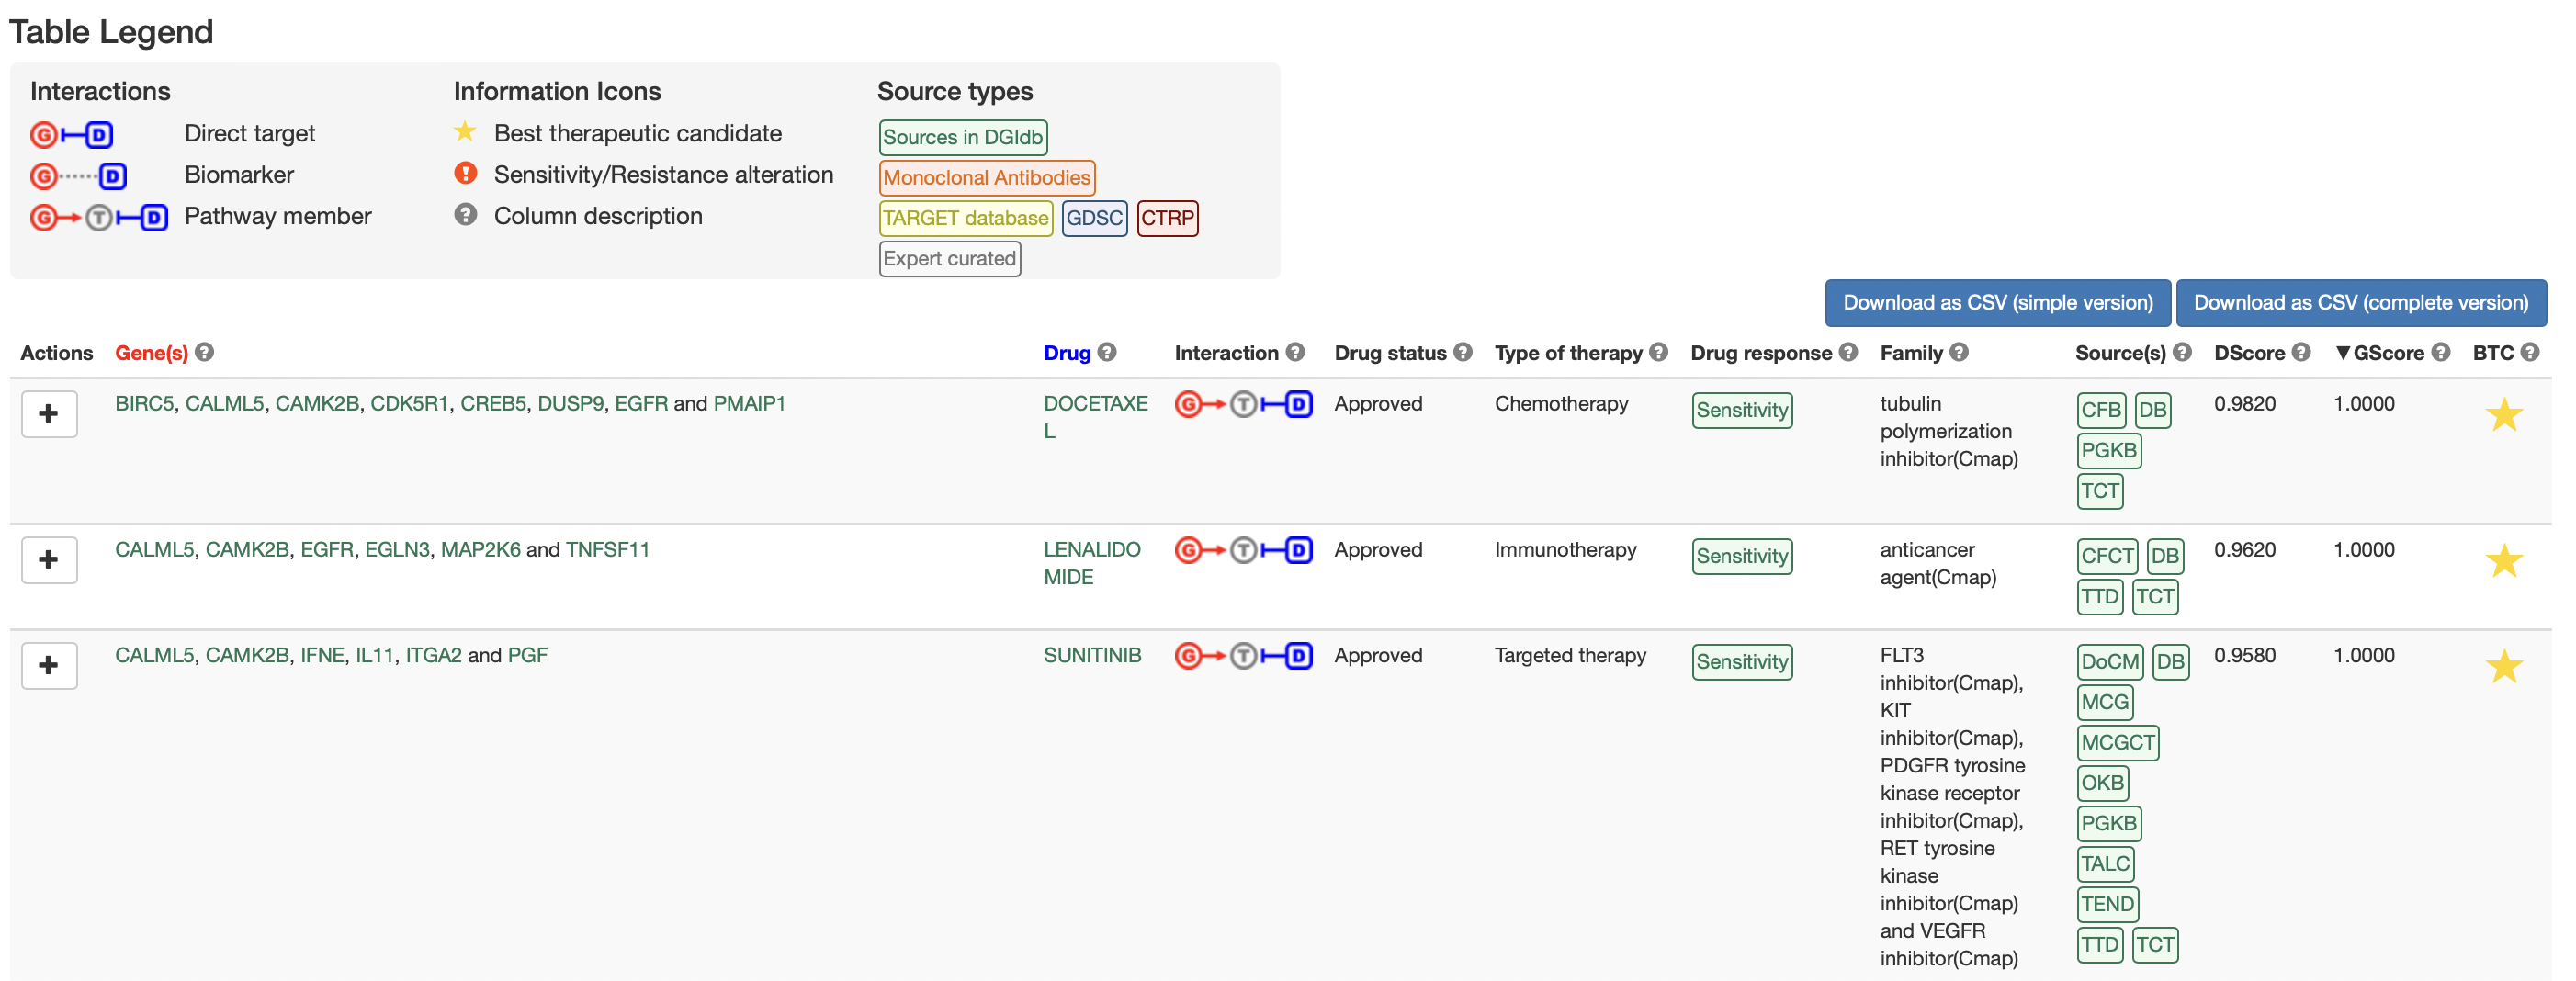 Table Legend
Interactions
G D Direct target
G D Biomarker
G T D Pathway member
Information Icons
Best therapeutic candidate
! Sensitivity/Resistance alteration
? Column description
Source types
Sources in DGIdb
Monoclonal Antibodies
TARGET database GDSC CTRP
Expert curated
Download as CSV (simple version) Download as CSV (complete version)
Actions Gene(s) ? Drug ? Interaction ? Drug status ? Type of therapy ? Drug response ? Family ? Source(s) ? DScore ? ▼GScore ? BTC ?
+
BIRC5, CALML5, CAMK2B, CDK5R1, CREB5, DUSP9, EGFR and PMAIP1
DOCETAXE
L
G T D
Approved
Chemotherapy
Sensitivity
tubulin
polymerization
inhibitor(Cmap)
CFB DB
PGKB
TCT
0.9820
1.0000
+
CALML5, CAMK2B, EGFR, EGLN3, MAP2K6 and TNFSF11
LENALIDO
MIDE
G T D
Approved
Immunotherapy
Sensitivity
anticancer
agent(Cmap)
CFCT DB
TTD TCT
0.9620
1.0000
+
CALML5, CAMK2B, IFNE, IL11, ITGA2 and PGF
SUNITINIB
G T D
Approved
Targeted therapy
Sensitivity
FLT3
inhibitor(Cmap),
KIT
inhibitor(Cmap),
PDGFR tyrosine
kinase receptor
inhibitor(Cmap),
RET tyrosine
kinase
inhibitor(Cmap)
and VEGFR
inhibitor(Cmap)
DoCM DB
MCG
MCGCT
OKB
PGKB
TALC
TEND
TTD TCT
0.9580
1.0000